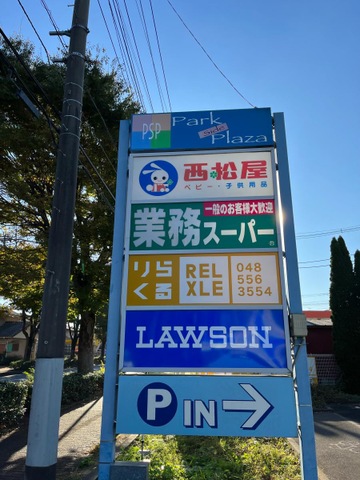 PSP
Park
South
Plaza
西松屋
ベビー・子供用品
一般のお客様大歓迎
業務スーパー
りらくる
RELXLE
048
556
3554
LAWSON
P IN